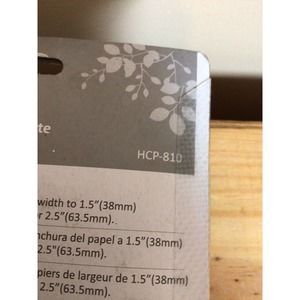 te
HCP-810
width to 1.5"(38mm)
r 2.5"(63.5mm).
nchura del papel a 1.5"(38mm)
2.5"(63.5mm).
piers de largeur de 1.5"(38mm)
2.5"(63.5mm).